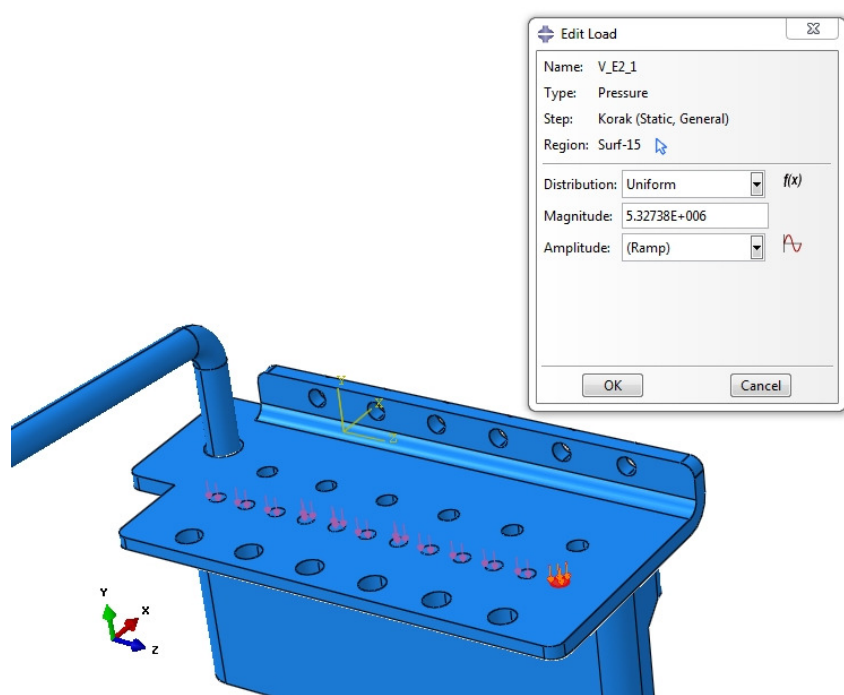 Edit Load
Name: V_E2_1
Type: Pressure
Step: Korak (Static, General)
Region: Surf-15
Distribution: Uniform f(x)
Magnitude: 5.32738E+006
Amplitude: (Ramp)
OK Cancel
Y
X
Z
Y
X
Z